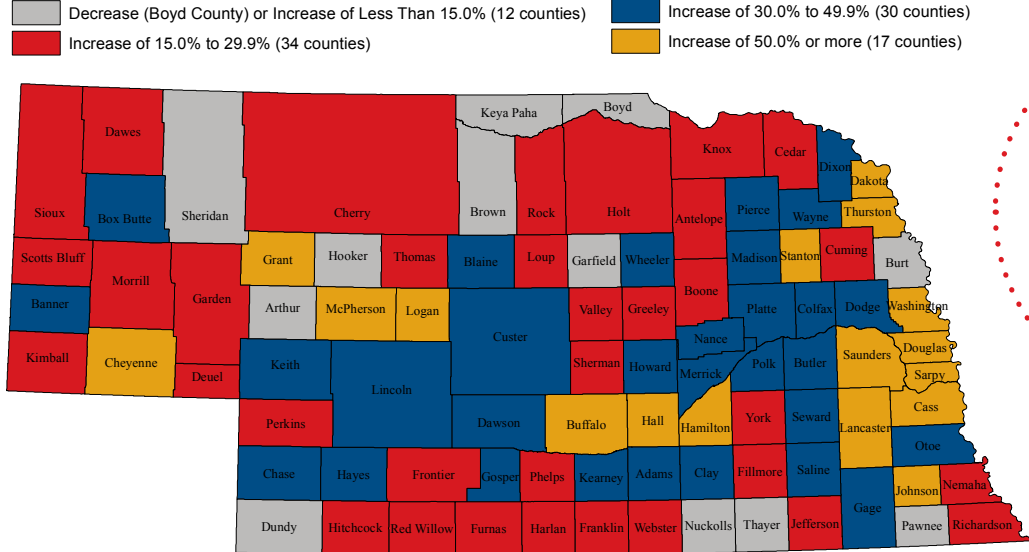 Decrease (Boyd County) or Increase of Less Than 15.0% (12 counties)
Increase of 30.0% to 49.9% (30 counties)
Increase of 15.0% to 29.9% (34 counties)
Increase of 50.0% or more (17 counties)
Keya Paha
Boyd
Dawes
Knox
Cedar
Dixon
Dakota
Sioux
Box Butte
Sheridan
Cherry
Brown
Rock
Holt
Antelope
Pierce
Wayne
Thurston
Scotts Bluff
Morrill
Garden
Grant
Hooker
Thomas
Blaine
Loup
Garfield
Wheeler
Madison
Stanton
Cuming
Burt
Banner
Arthur
McPherson
Logan
Custer
Valley
Greeley
Boone
Platte
Colfax
Dodge
Washington
Kimball
Cheyenne
Deuel
Keith
Lincoln
Sherman
Howard
Nance
Merrick
Polk
Butler
Saunders
Douglas
Sarpy
Perkins
Dawson
Buffalo
Hall
Hamilton
York
Seward
Lancaster
Cass
Otoe
Chase
Hayes
Frontier
Gosper
Phelps
Kearney
Adams
Clay
Fillmore
Saline
Gage
Johnson
Nemaha
Dundy
Hitchcock
Red Willow
Furnas
Harlan
Franklin
Webster
Nuckolls
Thayer
Jefferson
Pawnee
Richardson